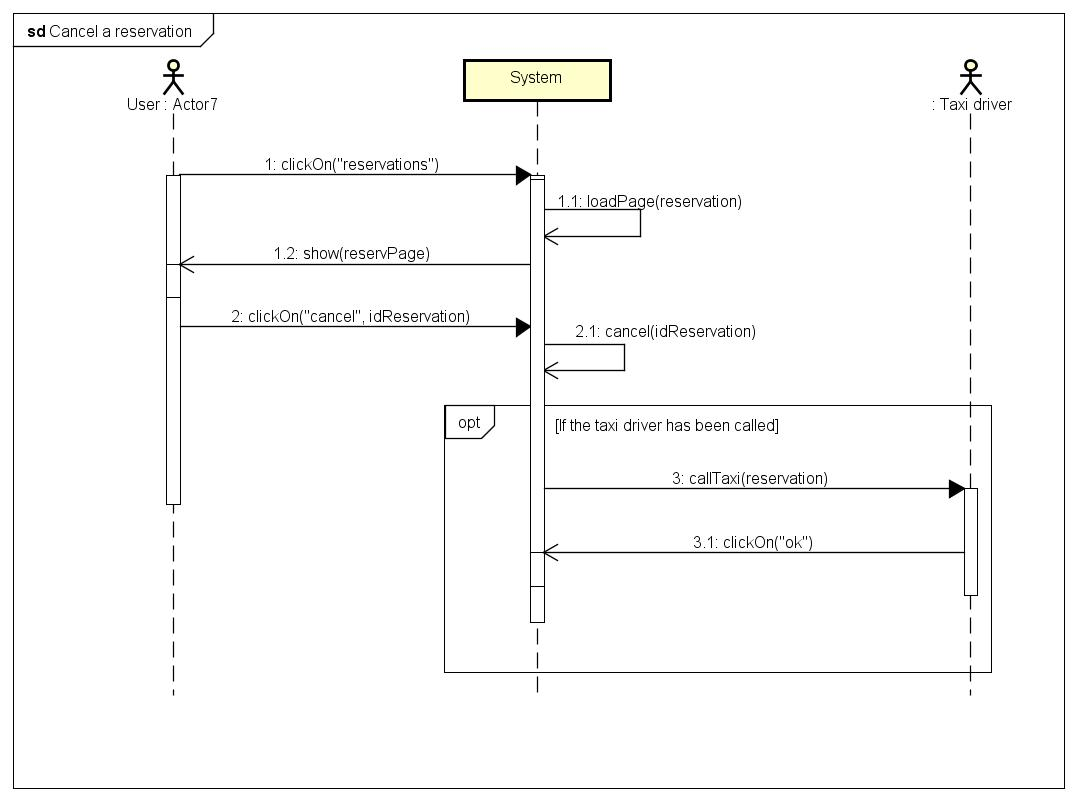 sd Cancel a reservation
User : Actor7
System
: Taxi driver
1: clickOn("reservations")
1.1: loadPage(reservation)
1.2: show(reservPage)
2: clickOn("cancel", idReservation)
2.1: cancel(idReservation)
opt
[If the taxi driver has been called]
3: callTaxi(reservation)
3.1: clickOn("ok")